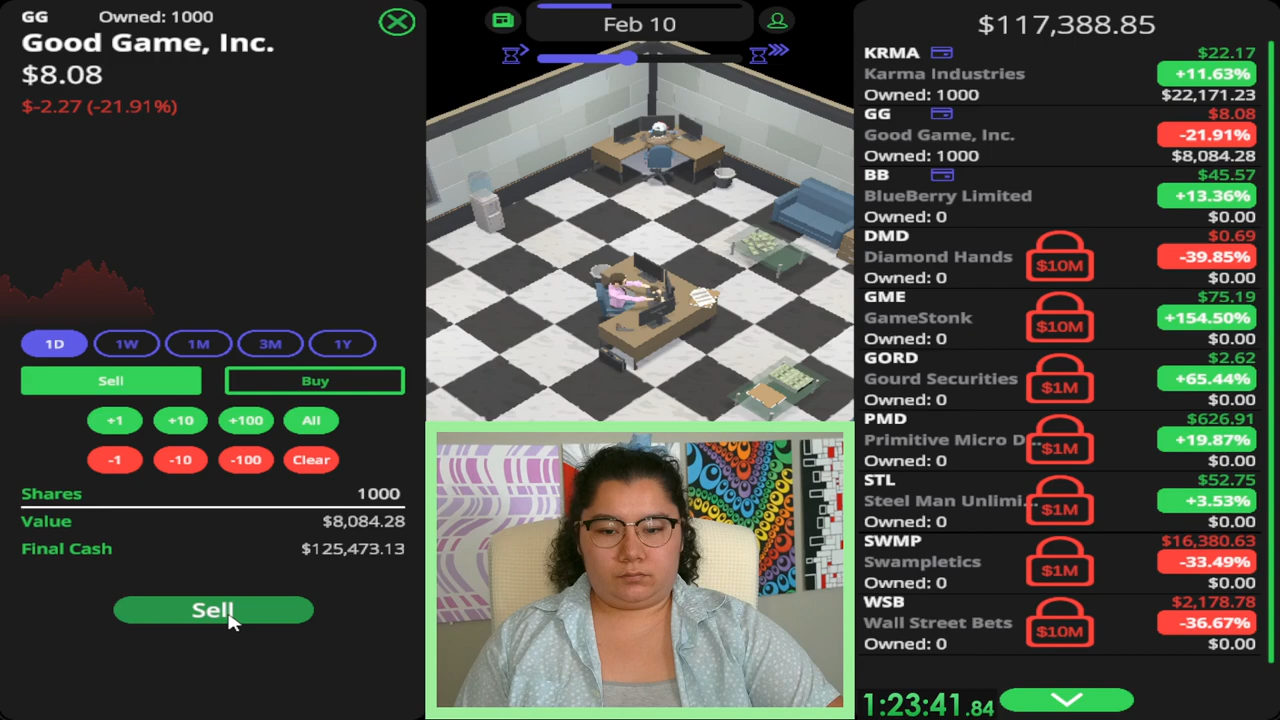 GG Owned: 1000
Good Game, Inc.
$8.08
$-2.27 (-21.91%)
1D 1W 1M 3M 1Y
Sell Buy
+1 +10 +100 All
-1 -10 -100 Clear
Shares 1000
Value $8,084.28
Final Cash $125,473.13
Sell
Feb 10
$117,388.85
KRMA $22.17
Karma Industries +11.63%
Owned: 1000 $22,171.23
GG $8.08
Good Game, Inc. -21.91%
Owned: 1000 $8,084.28
BB $45.57
BlueBerry Limited +13.36%
Owned: 0 $0.00
DMD $0.69
Diamond Hands $10M -39.85%
Owned: 0 $0.00
GME $75.19
GameStonk $10M +154.50%
Owned: 0 $0.00
GORD $2.62
Gourd Securities $1M +65.44%
Owned: 0 $0.00
PMD $626.91
Primitive Micro D... $1M +19.87%
Owned: 0 $0.00
STL $52.75
Steel Man Unlimi... $1M +3.53%
Owned: 0 $0.00
SWMP $16,380.63
Swampletics $1M -33.49%
Owned: 0 $0.00
WSB $2,178.78
Wall Street Bets $10M -36.67%
Owned: 0 $0.00
1:23:41.84